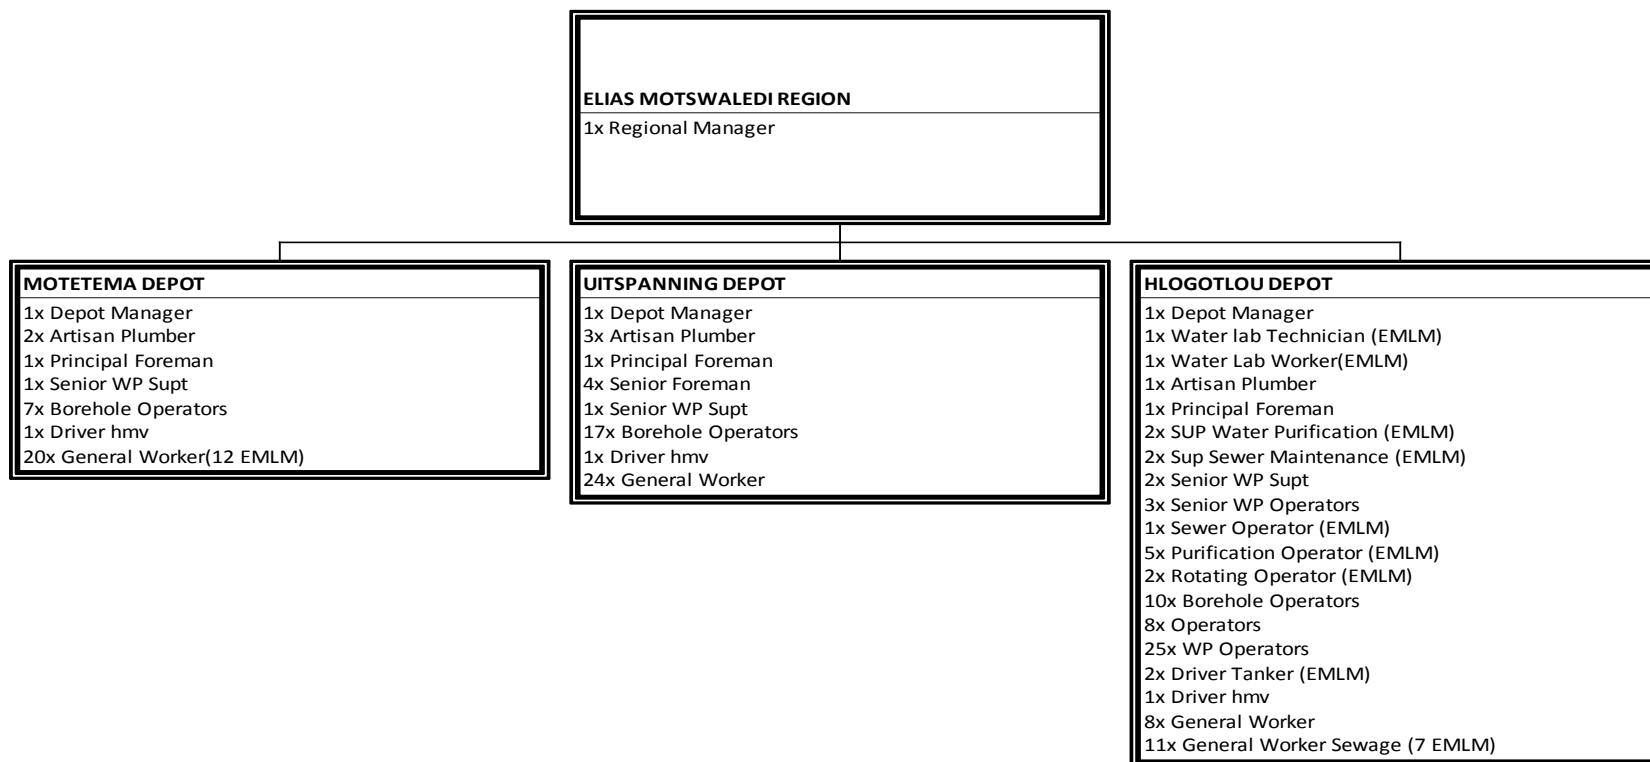 ELIAS MOTSWALEDI REGION
1x Regional Manager
MOTETEMA DEPOT
1x Depot Manager
2x Artisan Plumber
1x Principal Foreman
1x Senior WP Supt
7x Borehole Operators
1x Driver hmv
20x General Worker(12 EMLM)
UITSPANNING DEPOT
1x Depot Manager
3x Artisan Plumber
1x Principal Foreman
4x Senior Foreman
1x Senior WP Supt
17x Borehole Operators
1x Driver hmv
24x General Worker
HLOGOTLOU DEPOT
1x Depot Manager
1x Water lab Technician (EMLM)
1x Water Lab Worker(EMLM)
1x Artisan Plumber
1x Principal Foreman
2x SUP Water Purification (EMLM)
2x Sup Sewer Maintenance (EMLM)
2x Senior WP Supt
3x Senior WP Operators
1x Sewer Operator (EMLM)
5x Purification Operator (EMLM)
2x Rotating Operator (EMLM)
10x Borehole Operators
8x Operators
25x WP Operators
2x Driver Tanker (EMLM)
1x Driver hmv
8x General Worker
11x General Worker Sewage (7 EMLM)